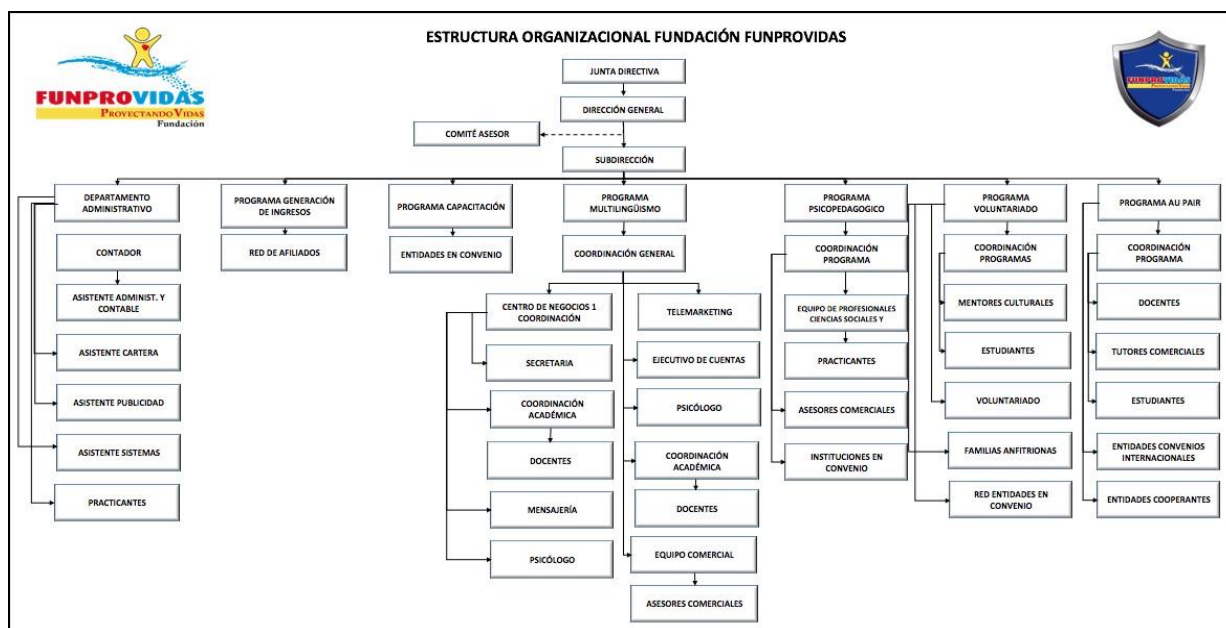 ESTRUCTURA ORGANIZACIONAL FUNDACIÓN FUNPROVIDAS
FUNPROVIDAS
PROYECTANDO VIDAS
Fundación
FUNPROVIDAS
JUNTA DIRECTIVA
DIRECCIÓN GENERAL
COMITÉ ASESOR
SUBDIRECCIÓN
DEPARTAMENTO
ADMINISTRATIVO
CONTADOR
ASISTENTE ADMINIST. Y
CONTABLE
ASISTENTE CARTERA
ASISTENTE PUBLICIDAD
ASISTENTE SISTEMAS
PRACTICANTES
PROGRAMA GENERACIÓN
DE INGRESOS
RED DE AFILIADOS
PROGRAMA CAPACITACIÓN
ENTIDADES EN CONVENIO
PROGRAMA
MULTILINGÜISMO
COORDINACIÓN GENERAL
CENTRO DE NEGOCIOS 1
COORDINACIÓN
SECRETARIA
COORDINACIÓN
ACADÉMICA
DOCENTES
MENSAJERÍA
PSICÓLOGO
TELEMARKETING
EJECUTIVO DE CUENTAS
PSICÓLOGO
COORDINACIÓN
ACADÉMICA
DOCENTES
EQUIPO COMERCIAL
ASESORES COMERCIALES
PROGRAMA
PSICOPEDAGOGICO
COORDINACIÓN
PROGRAMA
EQUIPO DE PROFESIONALES
CIENCIAS SOCIALES Y
PRACTICANTES
ASESORES COMERCIALES
INSTITUCIONES EN
CONVENIO
PROGRAMA
VOLUNTARIADO
COORDINACIÓN
PROGRAMAS
MENTORES CULTURALES
ESTUDIANTES
VOLUNTARIADO
FAMILIAS ANFITRIONAS
RED ENTIDADES EN
CONVENIO
PROGRAMA AU PAIR
COORDINACIÓN
PROGRAMA
DOCENTES
TUTORES COMERCIALES
ESTUDIANTES
ENTIDADES CONVENIOS
INTERNACIONALES
ENTIDADES COOPERANTES